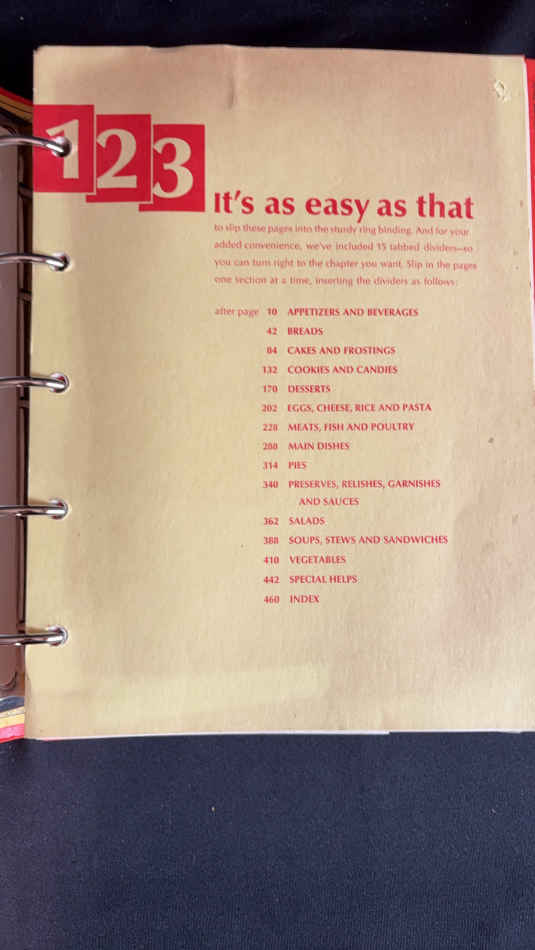 123
It's as easy as that
to slip these pages into the sturdy ring binding. And for your
added convenience, we've included 15 tabbed dividers—so
you can turn right to the chapter you want. Slip in the pages
one section at a time, inserting the dividers as follows:
after page 10 APPETIZERS AND BEVERAGES
42 BREADS
84 CAKES AND FROSTINGS
132 COOKIES AND CANDIES
170 DESSERTS
202 EGGS, CHEESE, RICE AND PASTA
228 MEATS, FISH AND POULTRY
280 MAIN DISHES
314 PIES
340 PRESERVES, RELISHES, GARNISHES
AND SAUCES
362 SALADS
388 SOUPS, STEWS AND SANDWICHES
410 VEGETABLES
442 SPECIAL HELPS
460 INDEX